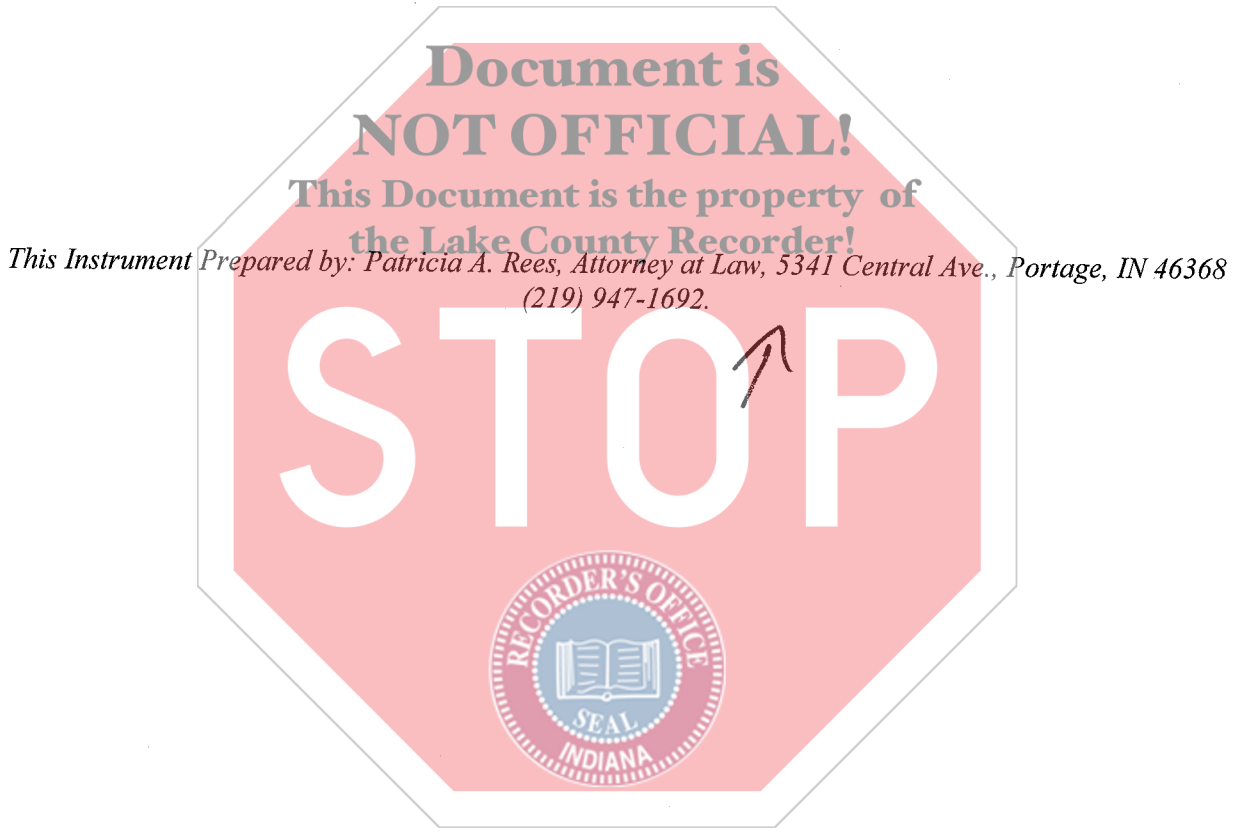 Document is
NOT OFFICIAL!
This Document is the property of
the Lake County Recorder!
This Instrument Prepared by: Patricia A. Rees, Attorney at Law, 5341 Central Ave., Portage, IN 46368
(219) 947-1692.
STOP
RECORDER'S OFFICE
SEAL
INDIANA